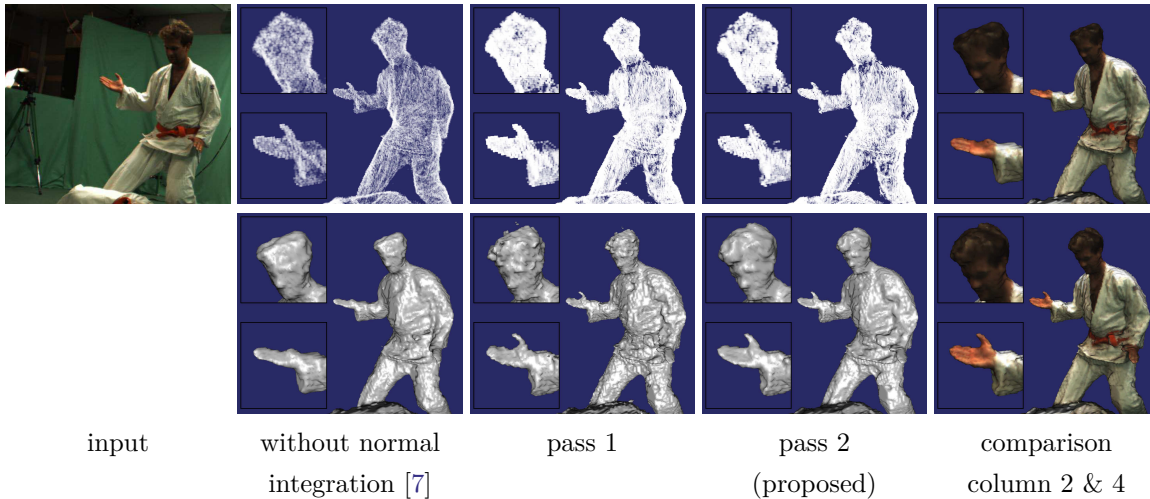 input
without normal
integration [7]
pass 1
pass 2
(proposed)
comparison
column 2 & 4